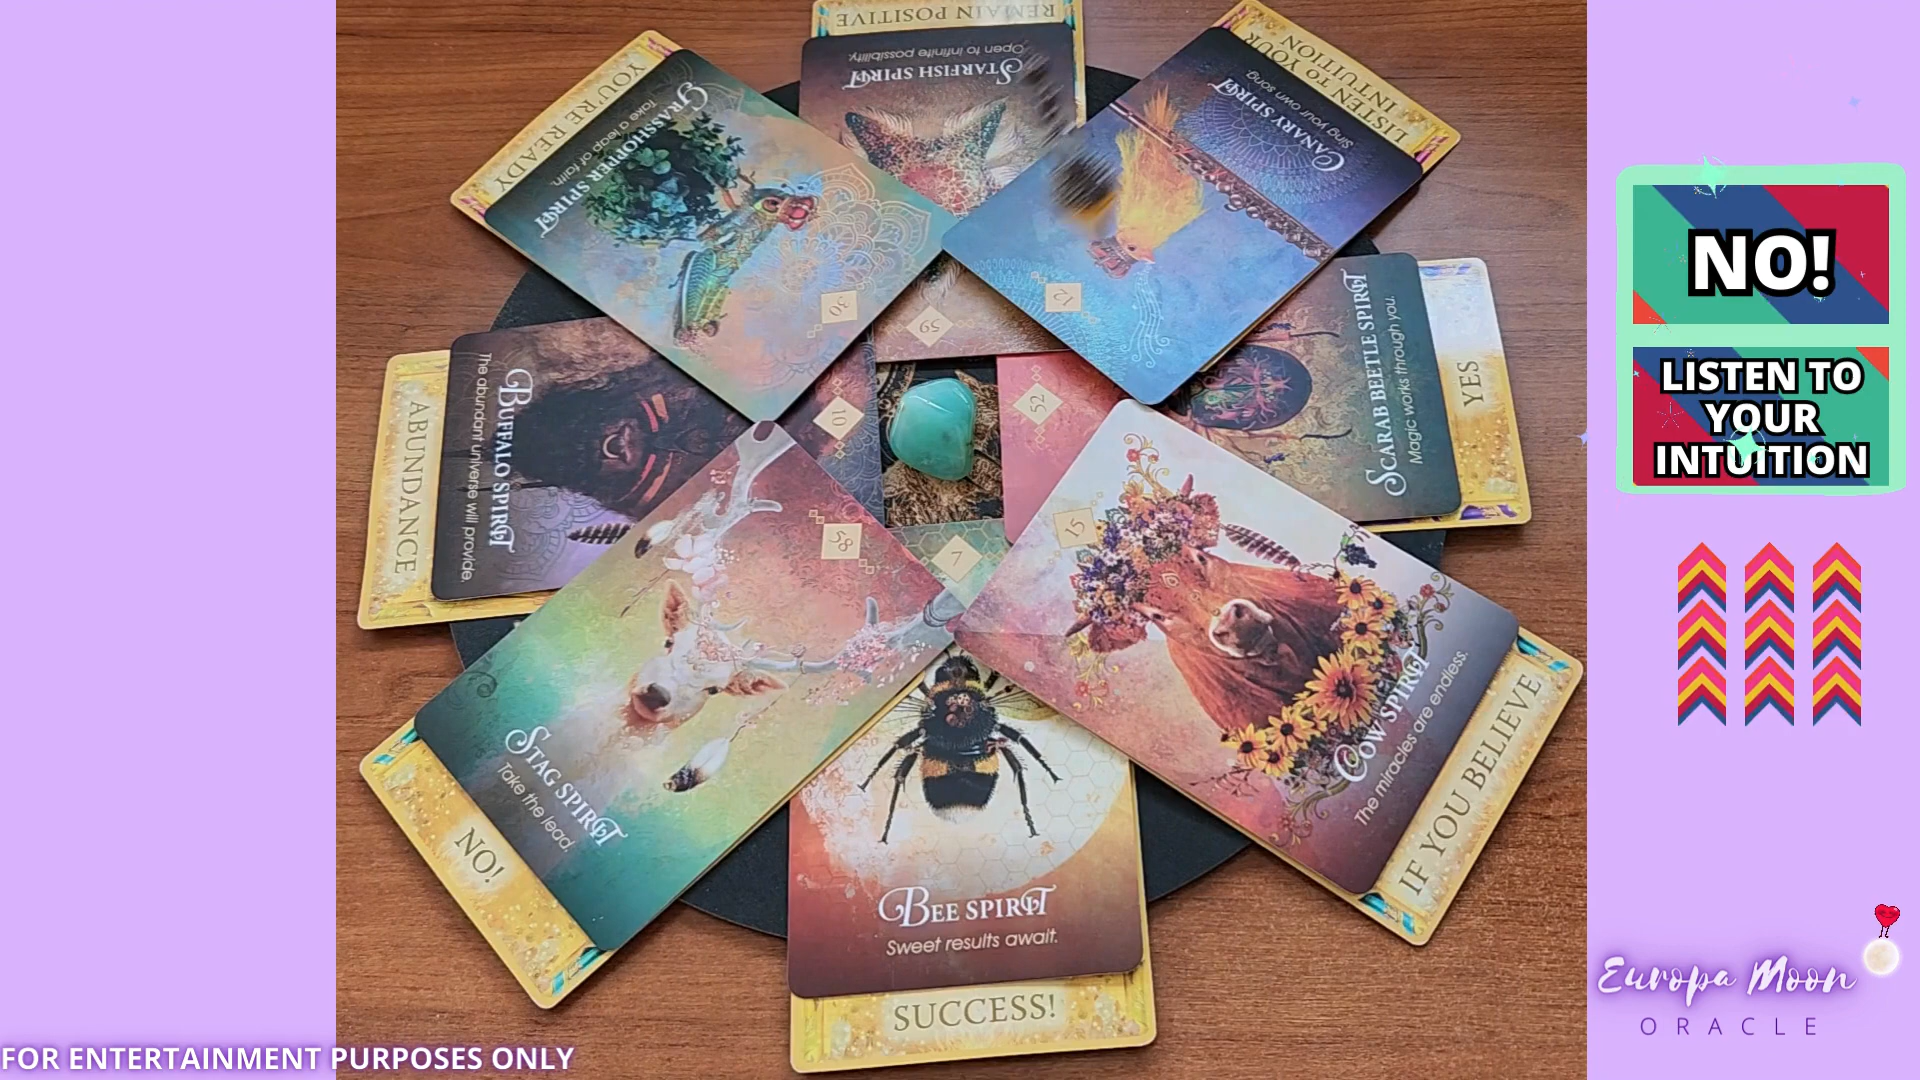 REMAIN POSITIVE
Open to infinite possibility.
STARFISH SPIRIT
59
YOU'RE READY
Take a leap of faith.
GRASSHOPPER SPIRIT
30
LISTEN TO YOUR
INTUITION
Sing your own song.
CANARY SPIRIT
12
ABUNDANCE
The abundant universe will provide.
BUFFALO SPIRIT
10
YES
Magic works through you.
SCARAB BEETLE SPIRIT
52
58
STAG SPIRIT
Take the lead.
NO!
7
BEE SPIRIT
Sweet results await.
SUCCESS!
15
COW SPIRIT
The miracles are endless.
IF YOU BELIEVE
NO!
LISTEN TO
YOUR
INTUITION
Europa Moon
ORACLE
FOR ENTERTAINMENT PURPOSES ONLY